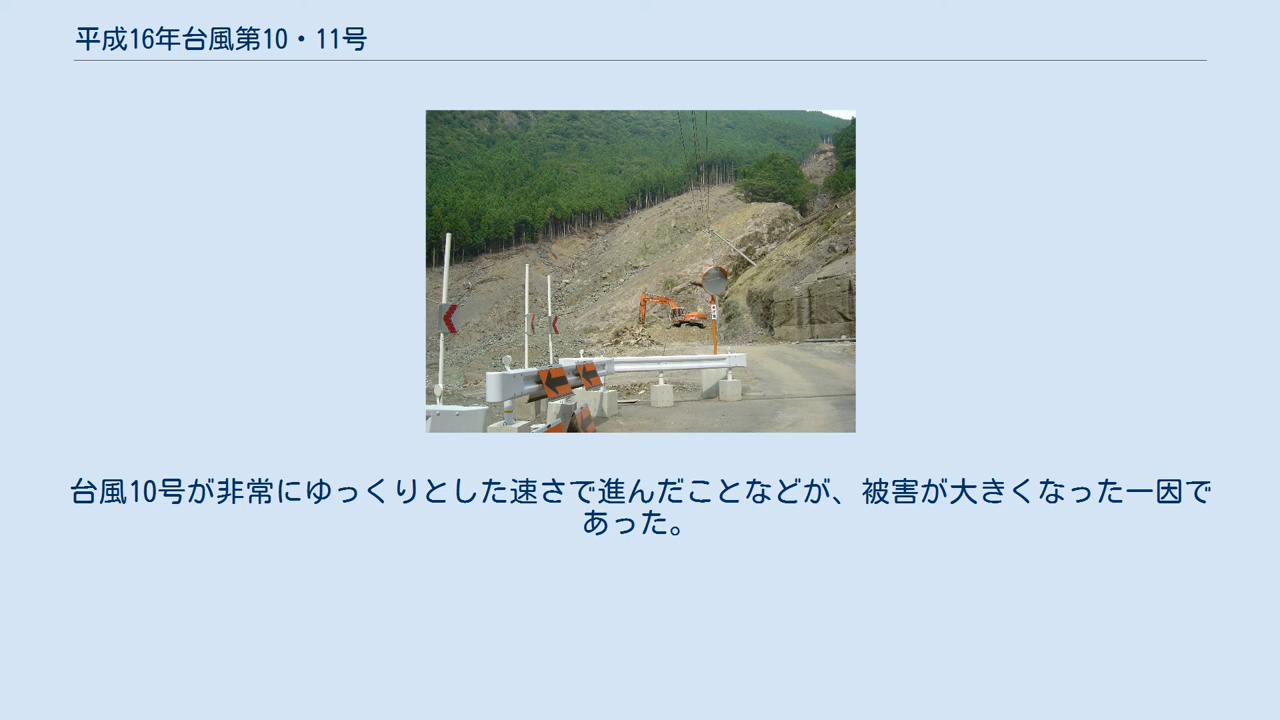 平成16年台風第10・11号
台風10号が非常にゆっくりとした速さで進んだことなどが、被害が大きくなった一因で
あった。